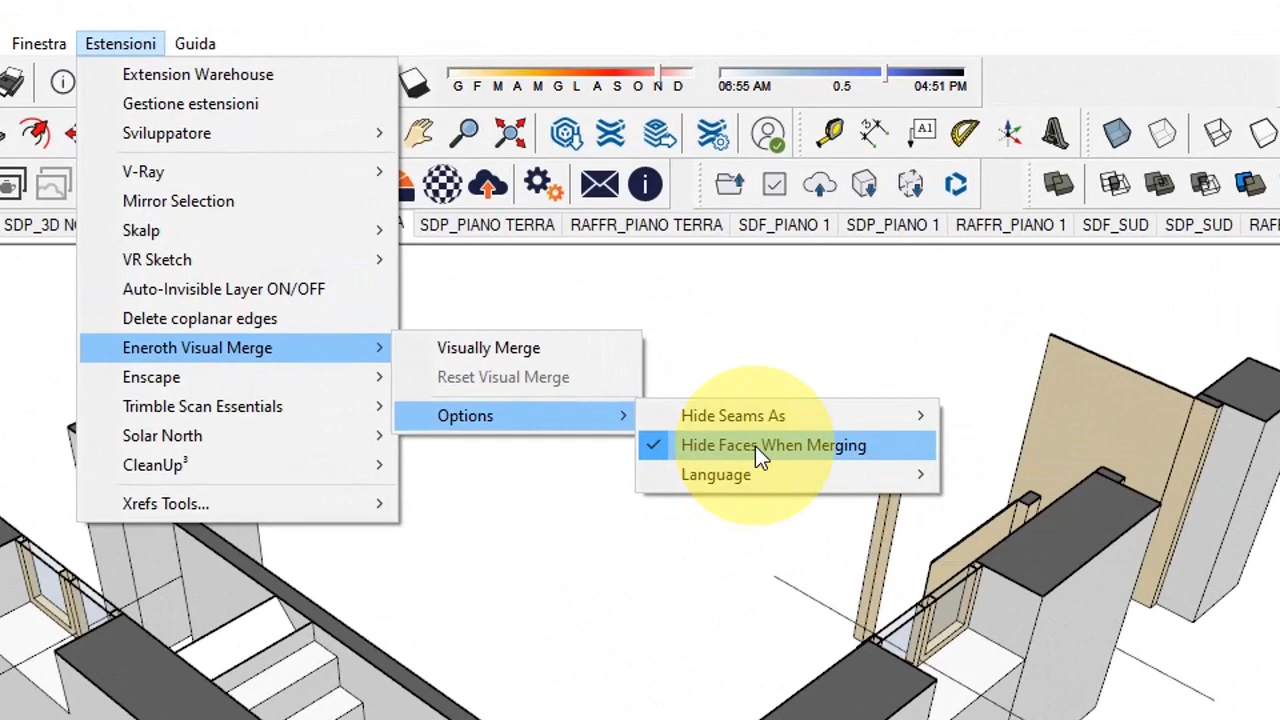 Finestra Estensioni Guida
Extension Warehouse
Gestione estensioni
Sviluppatore
V-Ray
Mirror Selection
Skalp
VR Sketch
Auto-Invisible Layer ON/OFF
Delete coplanar edges
Eneroth Visual Merge
Enscape
Trimble Scan Essentials
Solar North
CleanUp³
Xrefs Tools...
Visually Merge
Reset Visual Merge
Options
Hide Seams As
Hide Faces When Merging
Language
G F M A M G L A S O N D
06:55 AM 0.5 04:51 PM
A1
SDP_3D SDP_PIANO TERRA RAFFR_PIANO TERRA SDF_PIANO 1 SDP_PIANO 1 RAFFR_PIANO 1 SDF_SUD SDP_SUD